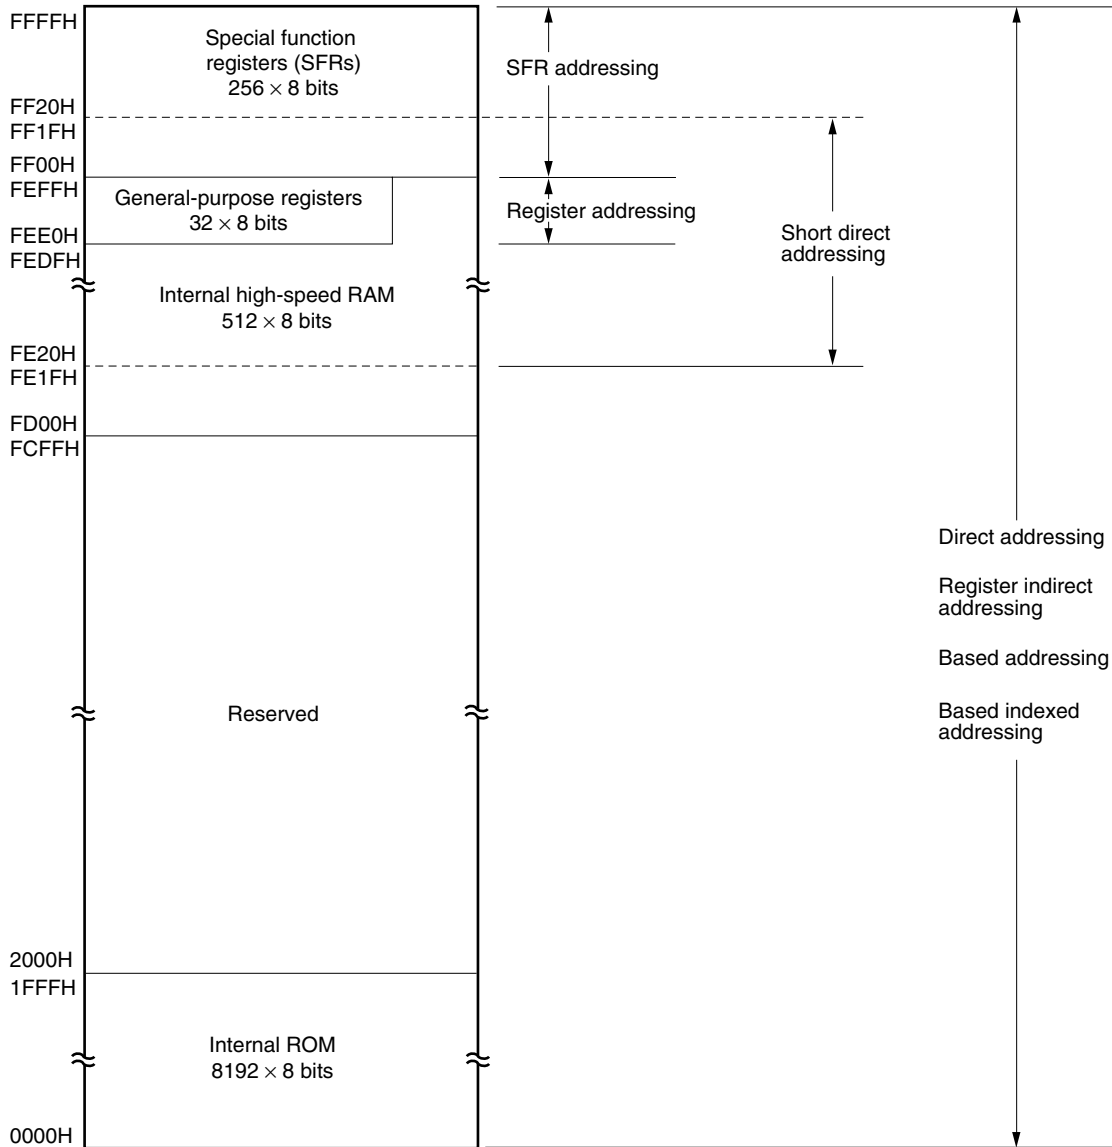 FFFFH
Special function
registers (SFRs)
256 × 8 bits
SFR addressing
FF20H
FF1FH
FF00H
FEFFH
General-purpose registers
32 × 8 bits
Register addressing
Short direct
addressing
FEE0H
FEDFH
Internal high-speed RAM
512 × 8 bits
FE20H
FE1FH
FD00H
FCFFH
Direct addressing
Register indirect
addressing
Based addressing
Based indexed
addressing
Reserved
2000H
1FFFH
Internal ROM
8192 × 8 bits
0000H